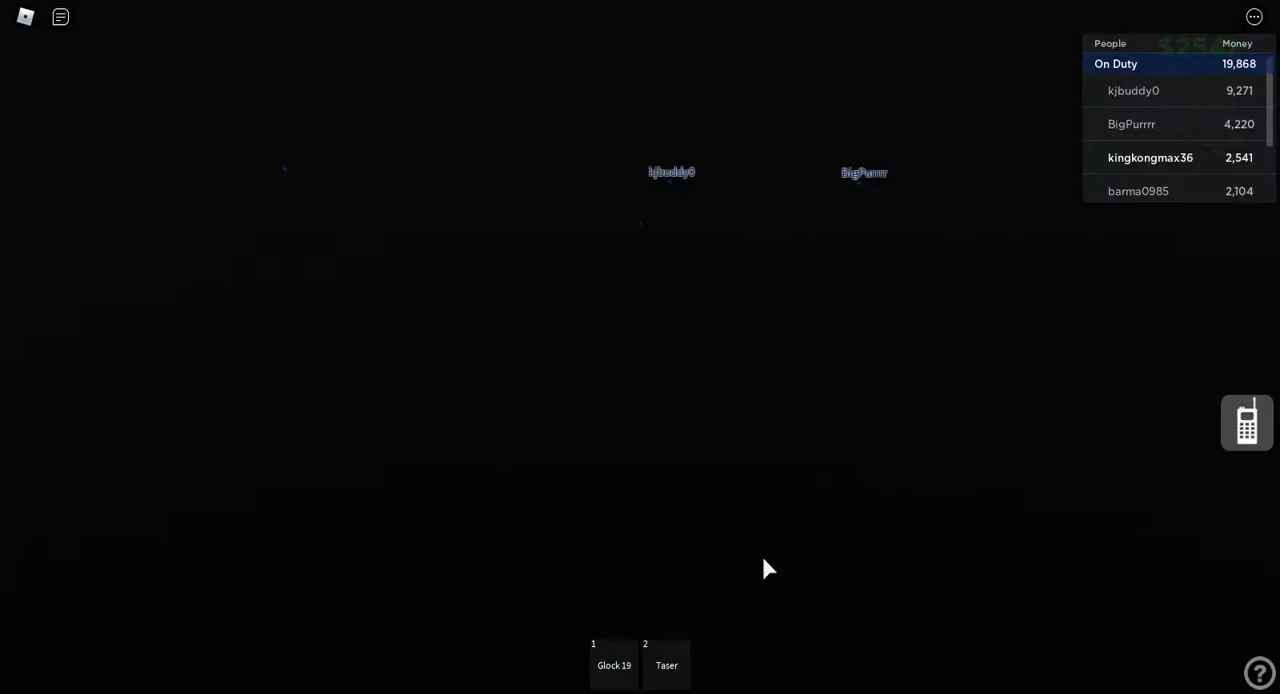 People Money
On Duty 19,868
kjbuddy0 9,271
BigPurrrr 4,220
kingkongmax36 2,541
barma0985 2,104
kjbuddy0
BigPurrrr
1
Glock 19
2
Taser
?